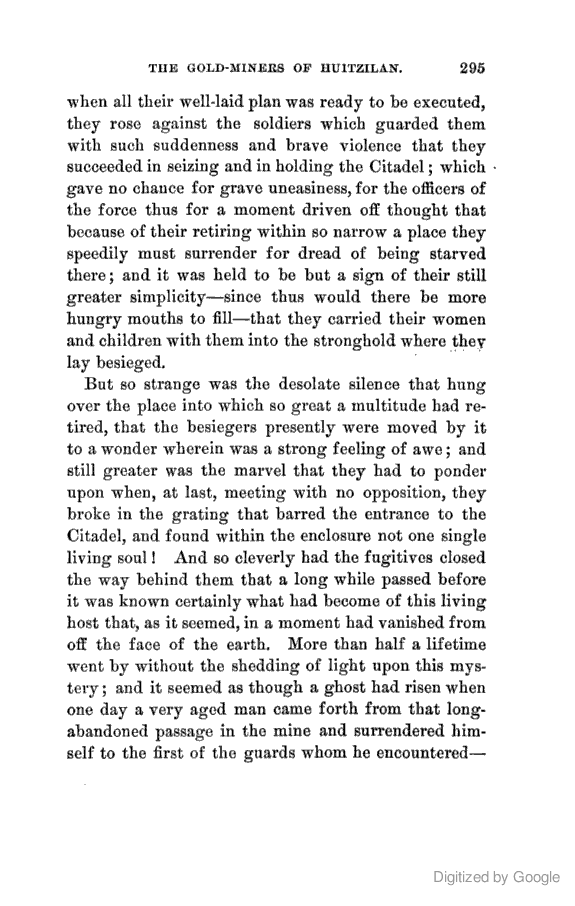 THE GOLD-MINERS OF HUITZILAN. 295
when all their well-laid plan was ready to be executed,
they rose against the soldiers which guarded them
with such suddenness and brave violence that they
succeeded in seizing and in holding the Citadel; which
gave no chance for grave uneasiness, for the officers of
the force thus for a moment driven off thought that
because of their retiring within so narrow a place they
speedily must surrender for dread of being starved
there; and it was held to be but a sign of their still
greater simplicity—since thus would there be more
hungry mouths to fill—that they carried their women
and children with them into the stronghold where they
lay besieged.
But so strange was the desolate silence that hung
over the place into which so great a multitude had re-
tired, that the besiegers presently were moved by it
to a wonder wherein was a strong feeling of awe; and
still greater was the marvel that they had to ponder
upon when, at last, meeting with no opposition, they
broke in the grating that barred the entrance to the
Citadel, and found within the enclosure not one single
living soul! And so cleverly had the fugitives closed
the way behind them that a long while passed before
it was known certainly what had become of this living
host that, as it seemed, in a moment had vanished from
off the face of the earth. More than half a lifetime
went by without the shedding of light upon this mys-
tery; and it seemed as though a ghost had risen when
one day a very aged man came forth from that long-
abandoned passage in the mine and surrendered him-
self to the first of the guards whom he encountered—
Digitized by Google